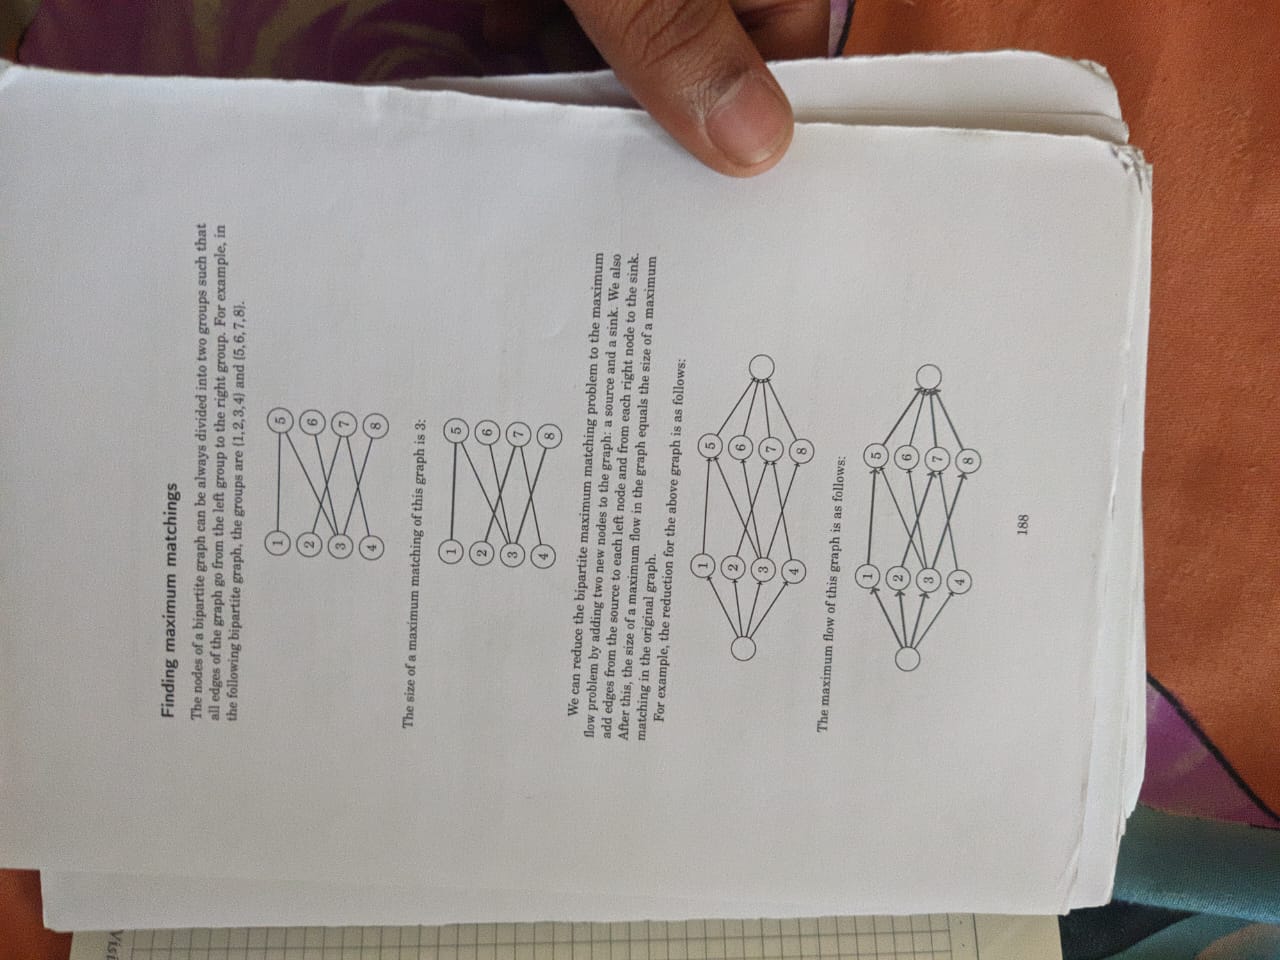 Finding maximum matchings
The nodes of a bipartite graph can be always divided into two groups such that
all edges of the graph go from the left group to the right group. For example, in
the following bipartite graph, the groups are {1,2,3,4} and {5,6,7,8}.
1 5
2 6
3 7
4 8
The size of a maximum matching of this graph is 3:
1 5
2 6
3 7
4 8
We can reduce the bipartite maximum matching problem to the maximum
flow problem by adding two new nodes to the graph: a source and a sink. We also
add edges from the source to each left node and from each right node to the sink.
After this, the size of a maximum flow in the graph equals the size of a maximum
matching in the original graph.
For example, the reduction for the above graph is as follows:
1 5
2 6
3 7
4 8
The maximum flow of this graph is as follows:
1 5
2 6
3 7
4 8
188